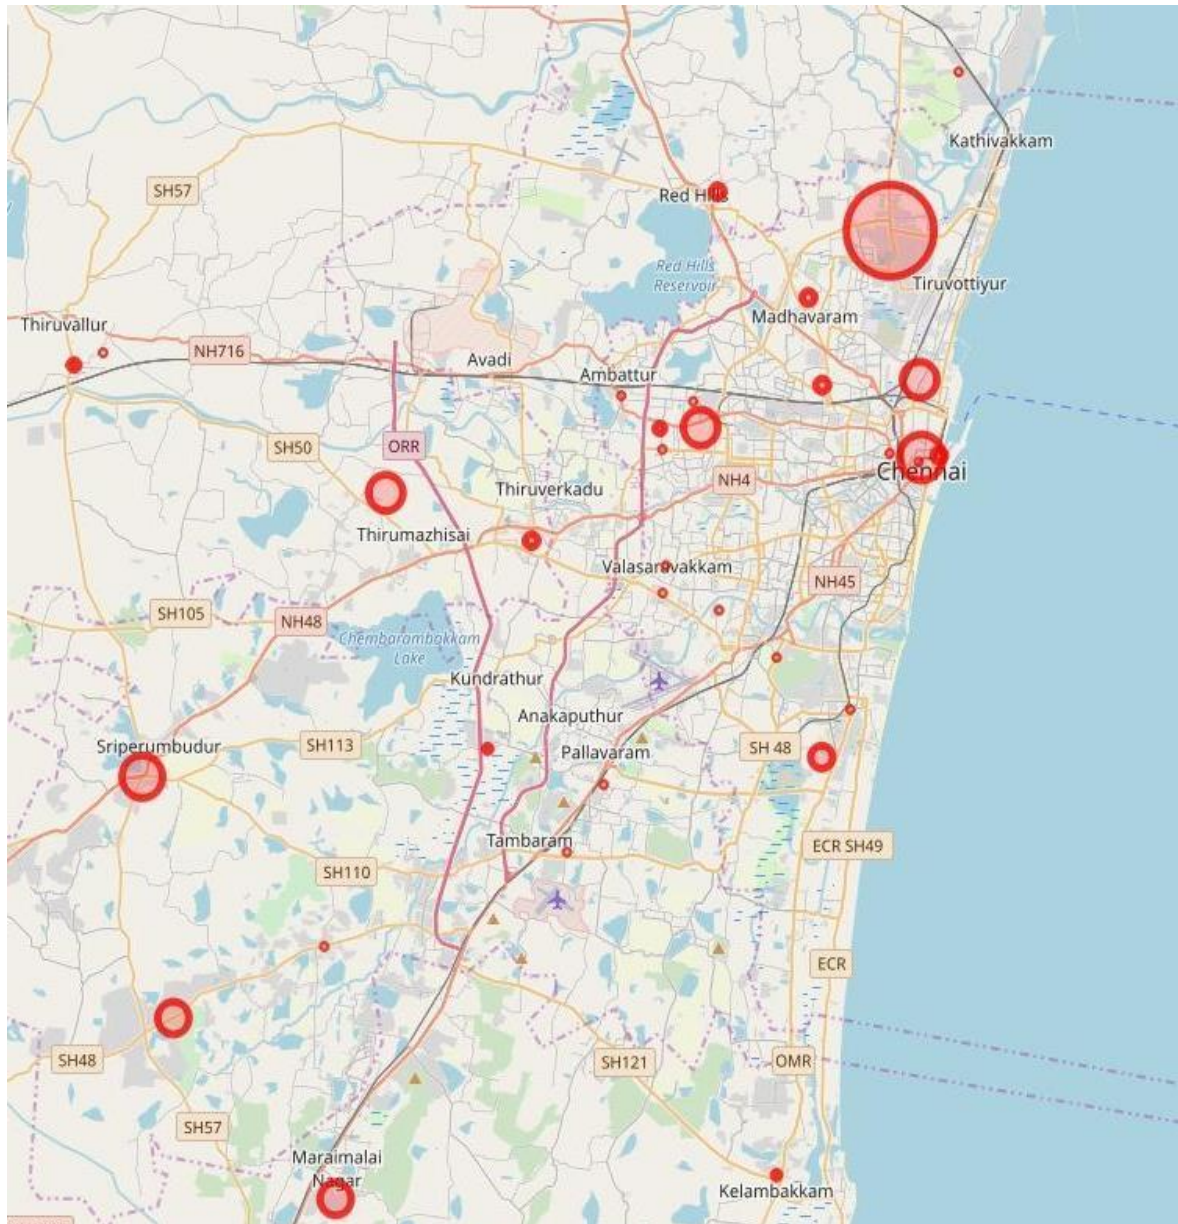 Kathivakkam
SH57
Red Hills
Red Hills
Reservoir
Tiruvottiyur
Madhavaram
Thiruvallur
NH716
Avadi
Ambattur
SH50
ORR
Chennai
NH4
Thiruverkadu
Thirumazhisai
Valasaravakkam
NH45
SH105
NH48
Chembarambakkam
Lake
Kundrathur
Anakaputhur
Sriperumbudur
SH113
Pallavaram
SH 48
Tambaram
ECR SH49
SH110
ECR
SH48
SH121
OMR
SH57
Maraimalai
Nagar
Kelambakkam